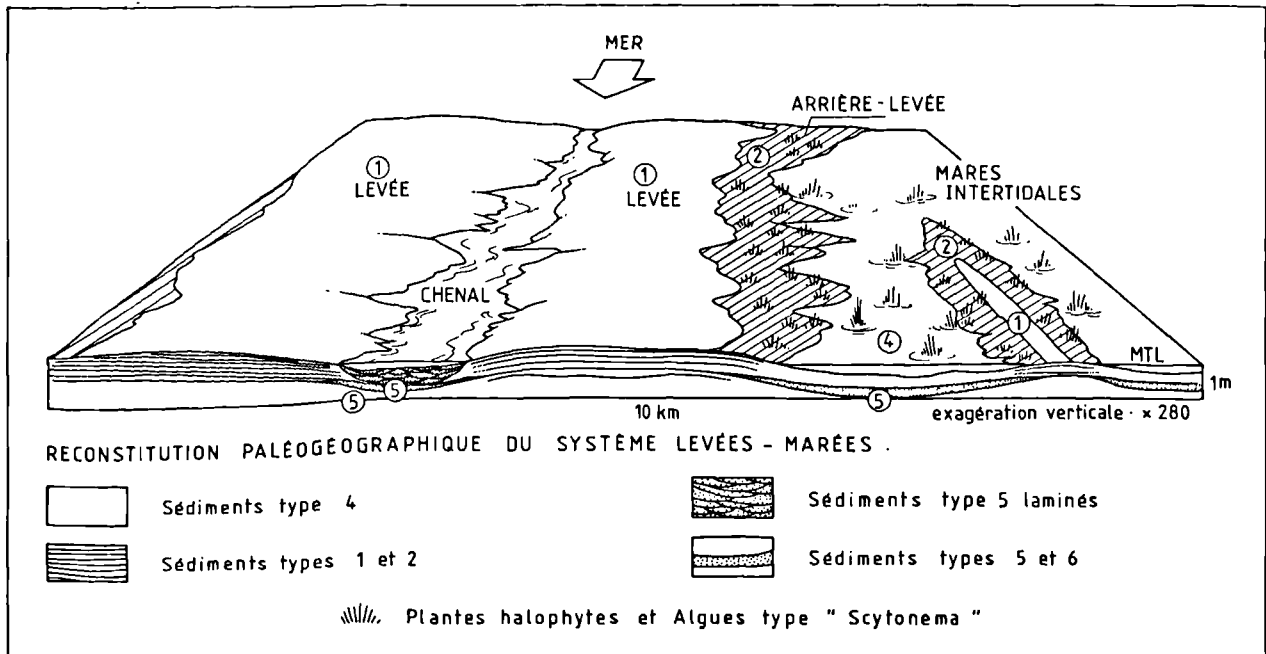 MER
ARRIÈRE-LEVÉE
①
LEVÉE
①
LEVÉE
②
MARES
INTERTIDALES
②
CHENAL
①
④
MTL
1m
⑤
⑤
10 km
⑤
exagération verticale · × 280
RECONSTITUTION PALÉOGÉOGRAPHIQUE DU SYSTÈME LEVÉES - MARÉES .
Sédiments type 4
Sédiments type 5 laminés
Sédiments types 1 et 2
Sédiments types 5 et 6
Plantes halophytes et Algues type " Scytonema "